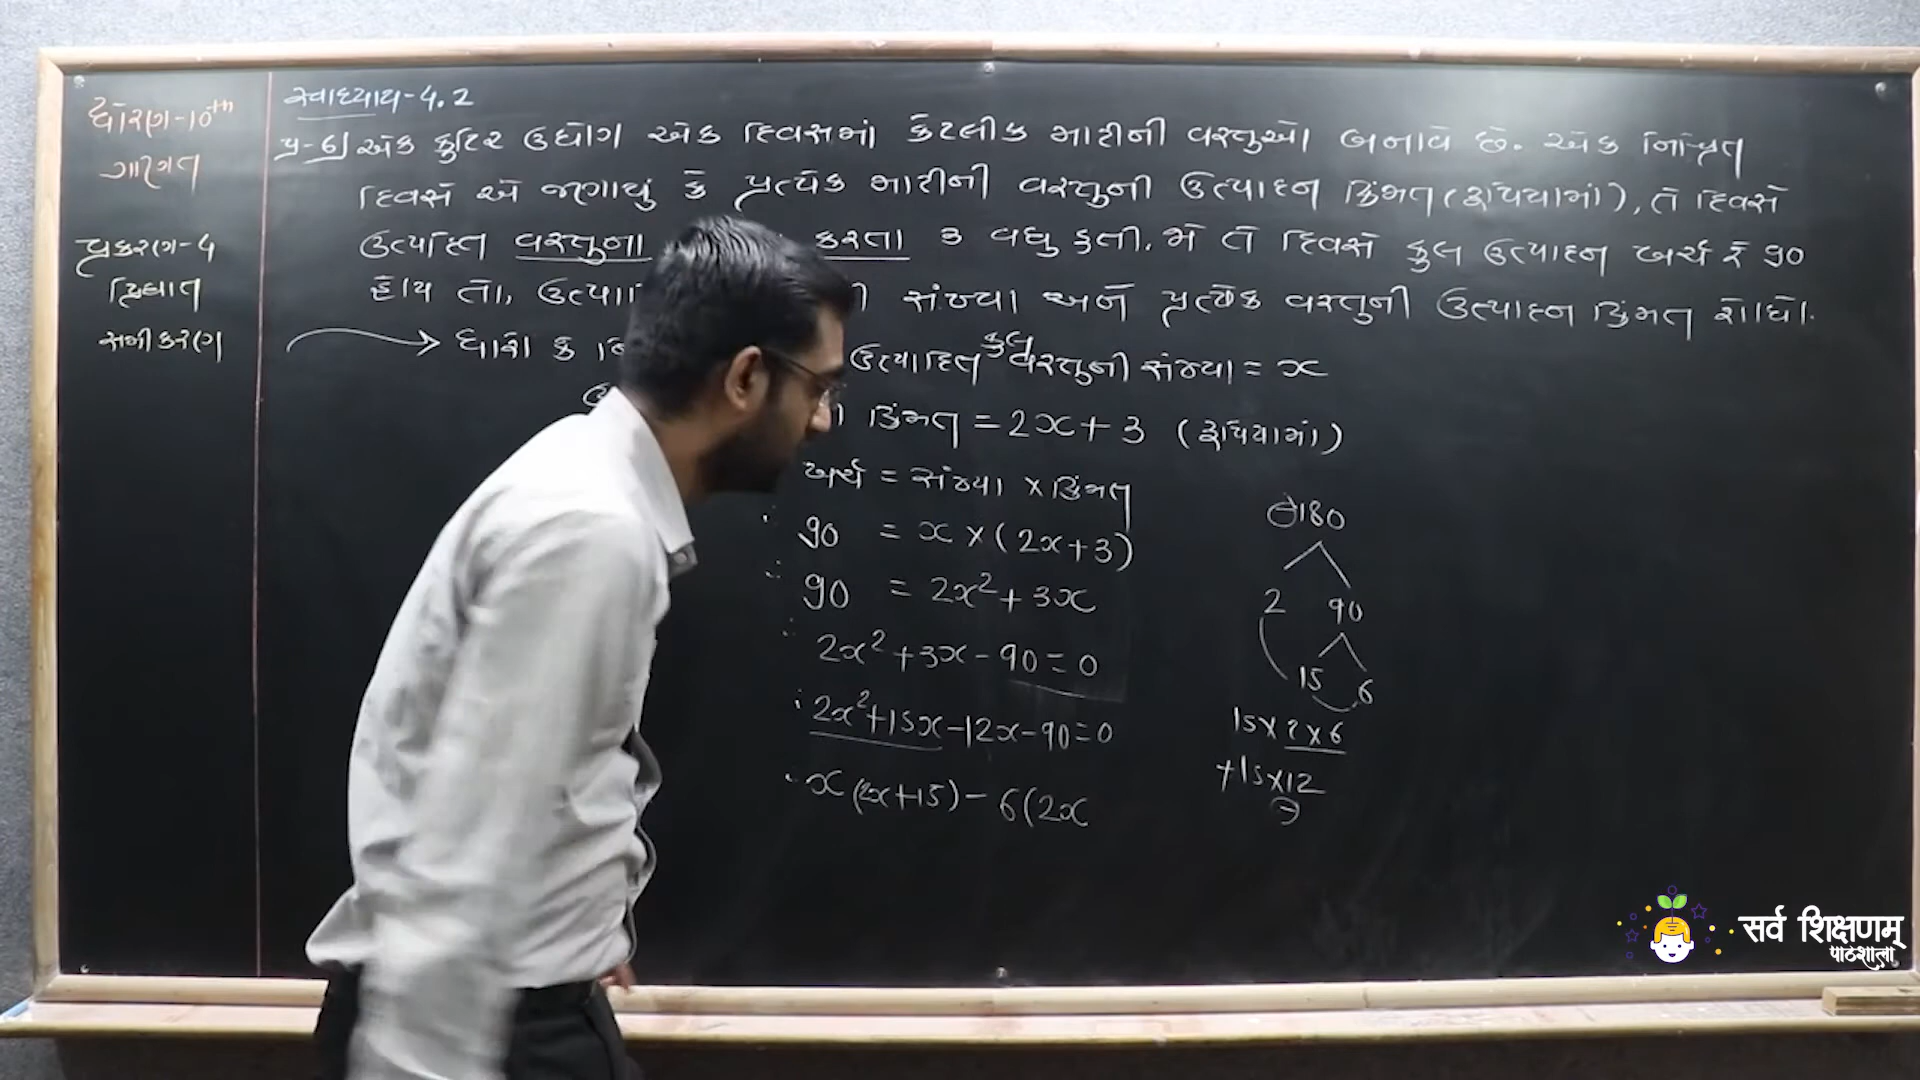 ધોરણ-10th
ગણિત
પ્રકરણ-4
દ્વિઘાત
સમીકરણ
સ્વાધ્યાય-4.2
પ્ર-6) એક કુટિર ઉદ્યોગ એક દિવસમાં કેટલીક માટીની વસ્તુઓ બનાવે છે. એક નિશ્ચિત
દિવસે એ જણાયું કે પ્રત્યેક માટીની વસ્તુની ઉત્પાદન કિંમત (રૂપિયામાં), તે દિવસે
ઉત્પાદિત વસ્તુના કરતા 3 વધુ હતી. જો તે દિવસે કુલ ઉત્પાદન ખર્ચ ₹ 90
હોય તો, સંખ્યા અને પ્રત્યેક વસ્તુની ઉત્પાદન કિંમત શોધો.
ધારો કે ઉત્પાદિત કુલ વસ્તુની સંખ્યા = x
કિંમત = 2x + 3 (રૂપિયામાં)
ખર્ચ = સંખ્યા × કિંમત
90 = x × (2x+3)
90 = 2x² + 3x
2x² + 3x - 90 = 0
2x² + 15x - 12x - 90 = 0
x (2x+15) - 6 (2x
-180
2 90
15 6
15 × 2 × 6
+15 × 12
सर्व शिक्षणम्
पाठशाला